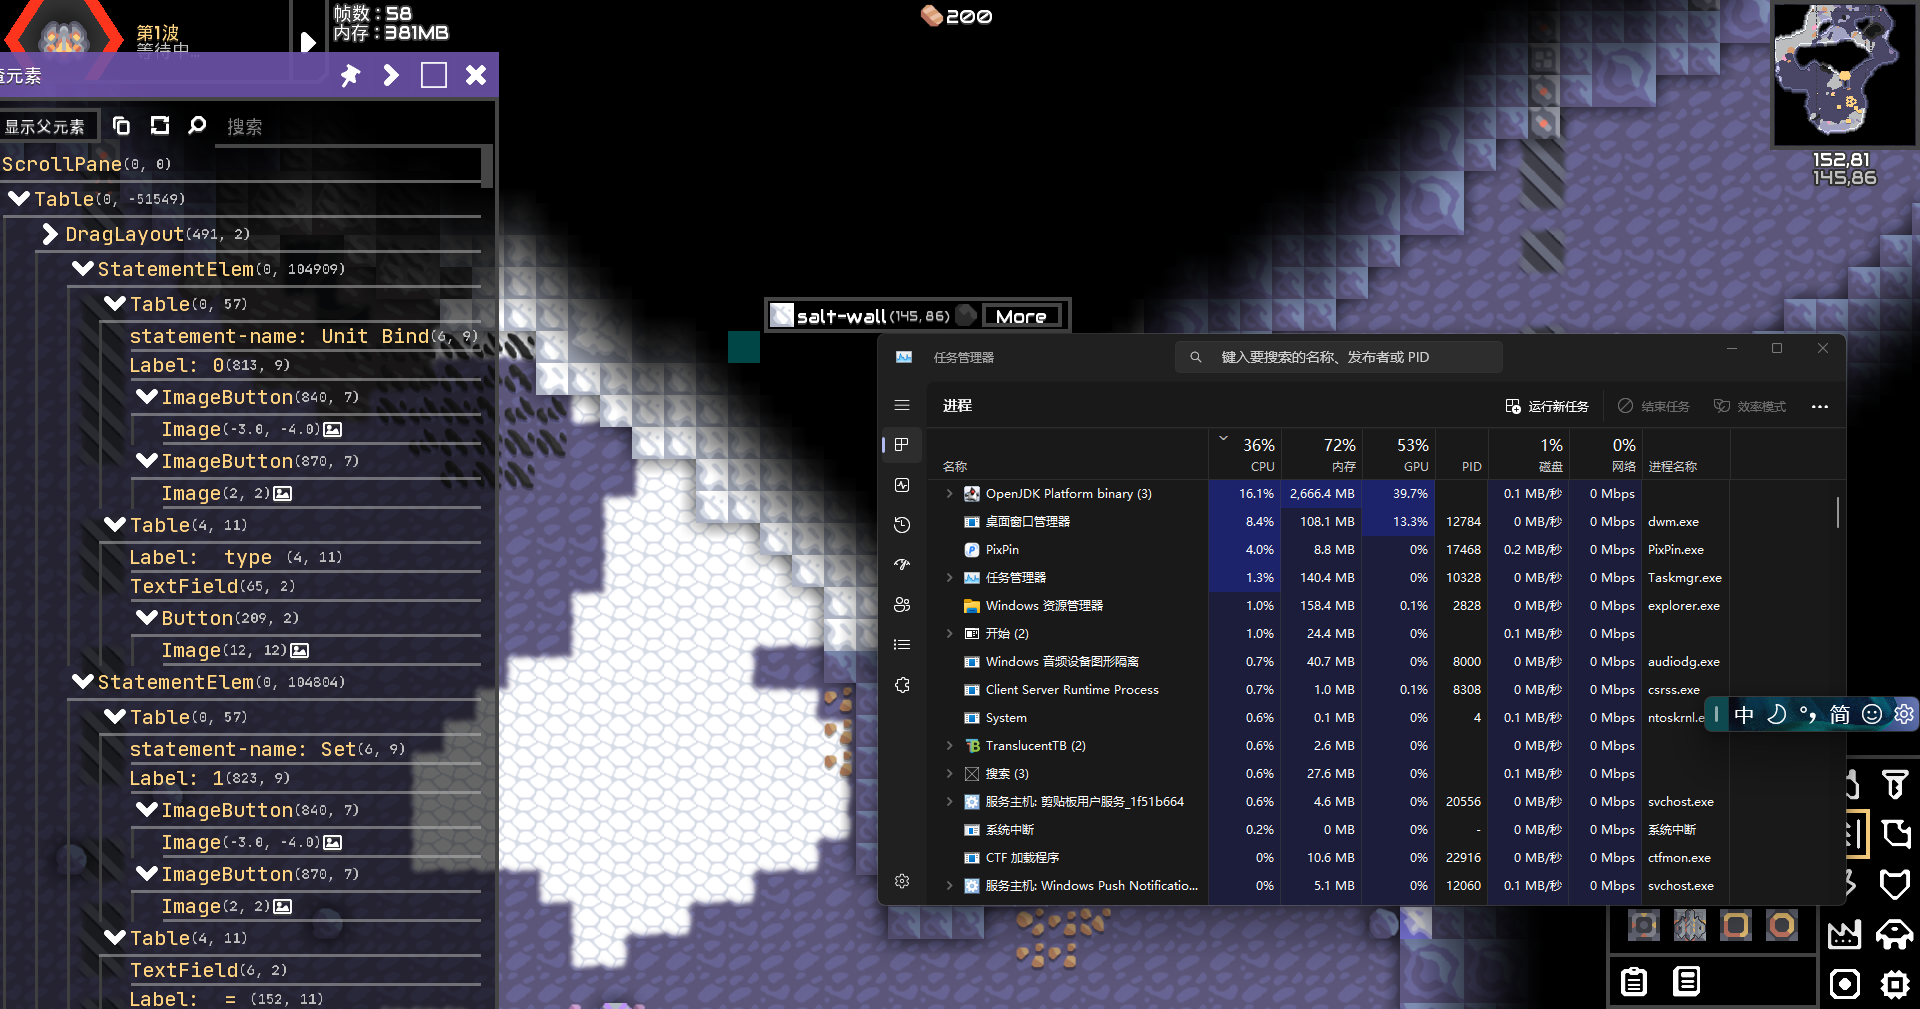 第1波
等待中..
帧数 : 58
内存 : 381MB
200
152,81
145,86
查元素
显示父元素
搜索
ScrollPane(0, 0)
Table(0, -51549)
DragLayout(491, 2)
StatementElem(0, 104909)
Table(0, 57)
statement-name: Unit Bind(6, 9)
Label: 0(813, 9)
ImageButton(840, 7)
Image(-3.0, -4.0)
ImageButton(870, 7)
Image(2, 2)
Table(4, 11)
Label:  type (4, 11)
TextField(65, 2)
Button(209, 2)
Image(12, 12)
StatementElem(0, 104804)
Table(0, 57)
statement-name: Set(6, 9)
Label: 1(823, 9)
ImageButton(840, 7)
Image(-3.0, -4.0)
ImageButton(870, 7)
Image(2, 2)
Table(4, 11)
TextField(6, 2)
Label:  = (152, 11)
salt-wall(145, 86) More
任务管理器
键入要搜索的名称、发布者或 PID
进程
运行新任务 结束任务 效率模式
36% 72% 53% 1% 0%
名称 CPU 内存 GPU PID 磁盘 网络 进程名称
OpenJDK Platform binary (3) 16.1% 2,666.4 MB 39.7% 0.1 MB/秒 0 Mbps
桌面窗口管理器 8.4% 108.1 MB 13.3% 12784 0 MB/秒 0 Mbps dwm.exe
PixPin 4.0% 8.8 MB 0% 17468 0.2 MB/秒 0 Mbps PixPin.exe
任务管理器 1.3% 140.4 MB 0% 10328 0 MB/秒 0 Mbps Taskmgr.exe
Windows 资源管理器 1.0% 158.4 MB 0.1% 2828 0 MB/秒 0 Mbps explorer.exe
开始 (2) 1.0% 24.4 MB 0% 0.1 MB/秒 0 Mbps
Windows 音频设备图形隔离 0.7% 40.7 MB 0% 8000 0 MB/秒 0 Mbps audiodg.exe
Client Server Runtime Process 0.7% 1.0 MB 0.1% 8308 0 MB/秒 0 Mbps csrss.exe
System 0.6% 0.1 MB 0% 4 0.1 MB/秒 0 Mbps ntoskrnl.e
TranslucentTB (2) 0.6% 2.6 MB 0% 0 MB/秒 0 Mbps
搜索 (3) 0.6% 27.6 MB 0% 0.1 MB/秒 0 Mbps
服务主机: 剪贴板用户服务_1f51b664 0.6% 4.6 MB 0% 20556 0 MB/秒 0 Mbps svchost.exe
系统中断 0.2% 0 MB 0% - 0 MB/秒 0 Mbps 系统中断
CTF 加载程序 0% 10.6 MB 0% 22916 0 MB/秒 0 Mbps ctfmon.exe
服务主机: Windows Push Notificatio... 0% 5.1 MB 0% 12060 0.1 MB/秒 0 Mbps svchost.exe
中 简